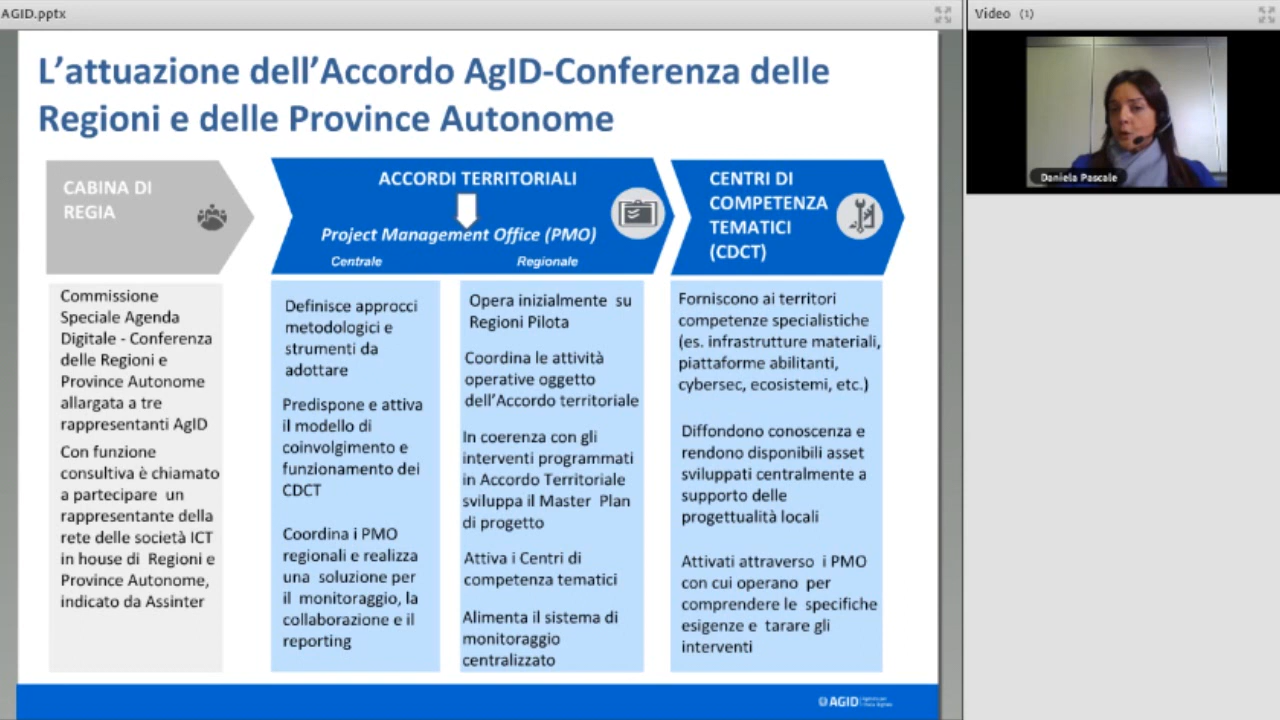 AGID.pptx
Video (1)
Daniela Pascale
L'attuazione dell'Accordo AgID-Conferenza delle
Regioni e delle Province Autonome
CABINA DI
REGIA
Commissione
Speciale Agenda
Digitale - Conferenza
delle Regioni e
Province Autonome
allargata a tre
rappresentanti AgID
Con funzione
consultiva è chiamato
a partecipare un
rappresentante della
rete delle società ICT
in house di Regioni e
Province Autonome,
indicato da Assinter
ACCORDI TERRITORIALI
Project Management Office (PMO)
Centrale
Regionale
Definisce approcci
metodologici e
strumenti da
adottare
Predispone e attiva
il modello di
coinvolgimento e
funzionamento dei
CDCT
Coordina i PMO
regionali e realizza
una soluzione per
il monitoraggio, la
collaborazione e il
reporting
Opera inizialmente su
Regioni Pilota
Coordina le attività
operative oggetto
dell'Accordo territoriale
In coerenza con gli
interventi programmati
in Accordo Territoriale
sviluppa il Master Plan
di progetto
Attiva i Centri di
competenza tematici
Alimenta il sistema di
monitoraggio
centralizzato
CENTRI DI
COMPETENZA
TEMATICI
(CDCT)
Forniscono ai territori
competenze specialistiche
(es. infrastrutture materiali,
piattaforme abilitanti,
cybersec, ecosistemi, etc.)
Diffondono conoscenza e
rendono disponibili asset
sviluppati centralmente a
supporto delle
progettualità locali
Attivati attraverso i PMO
con cui operano per
comprendere le specifiche
esigenze e tarare gli
interventi
AGID